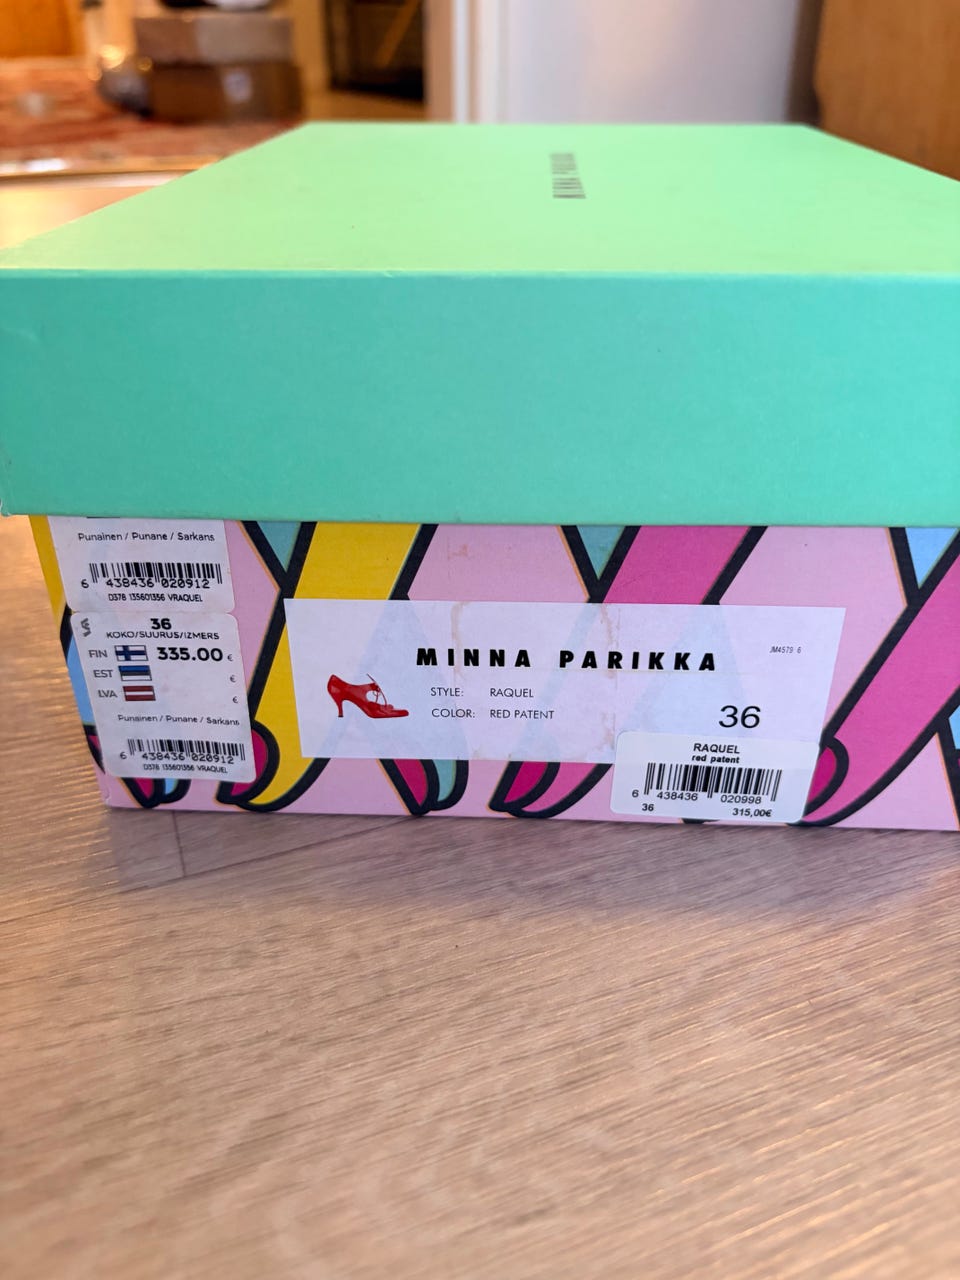 MINNA PARIKKA
Punainen / Punane / Sarkans
6 438436 020912
D378 135601356 VRAQUEL
36
KOKO/SUURUS/IZMERS
FIN 335.00 €
EST €
LVA €
Punainen / Punane / Sarkans
6 438436 020912
D378 135601356 VRAQUEL
JM4579 6
MINNA PARIKKA
STYLE: RAQUEL
COLOR: RED PATENT
36
RAQUEL
red patent
6 438436 020998
36 315,00€